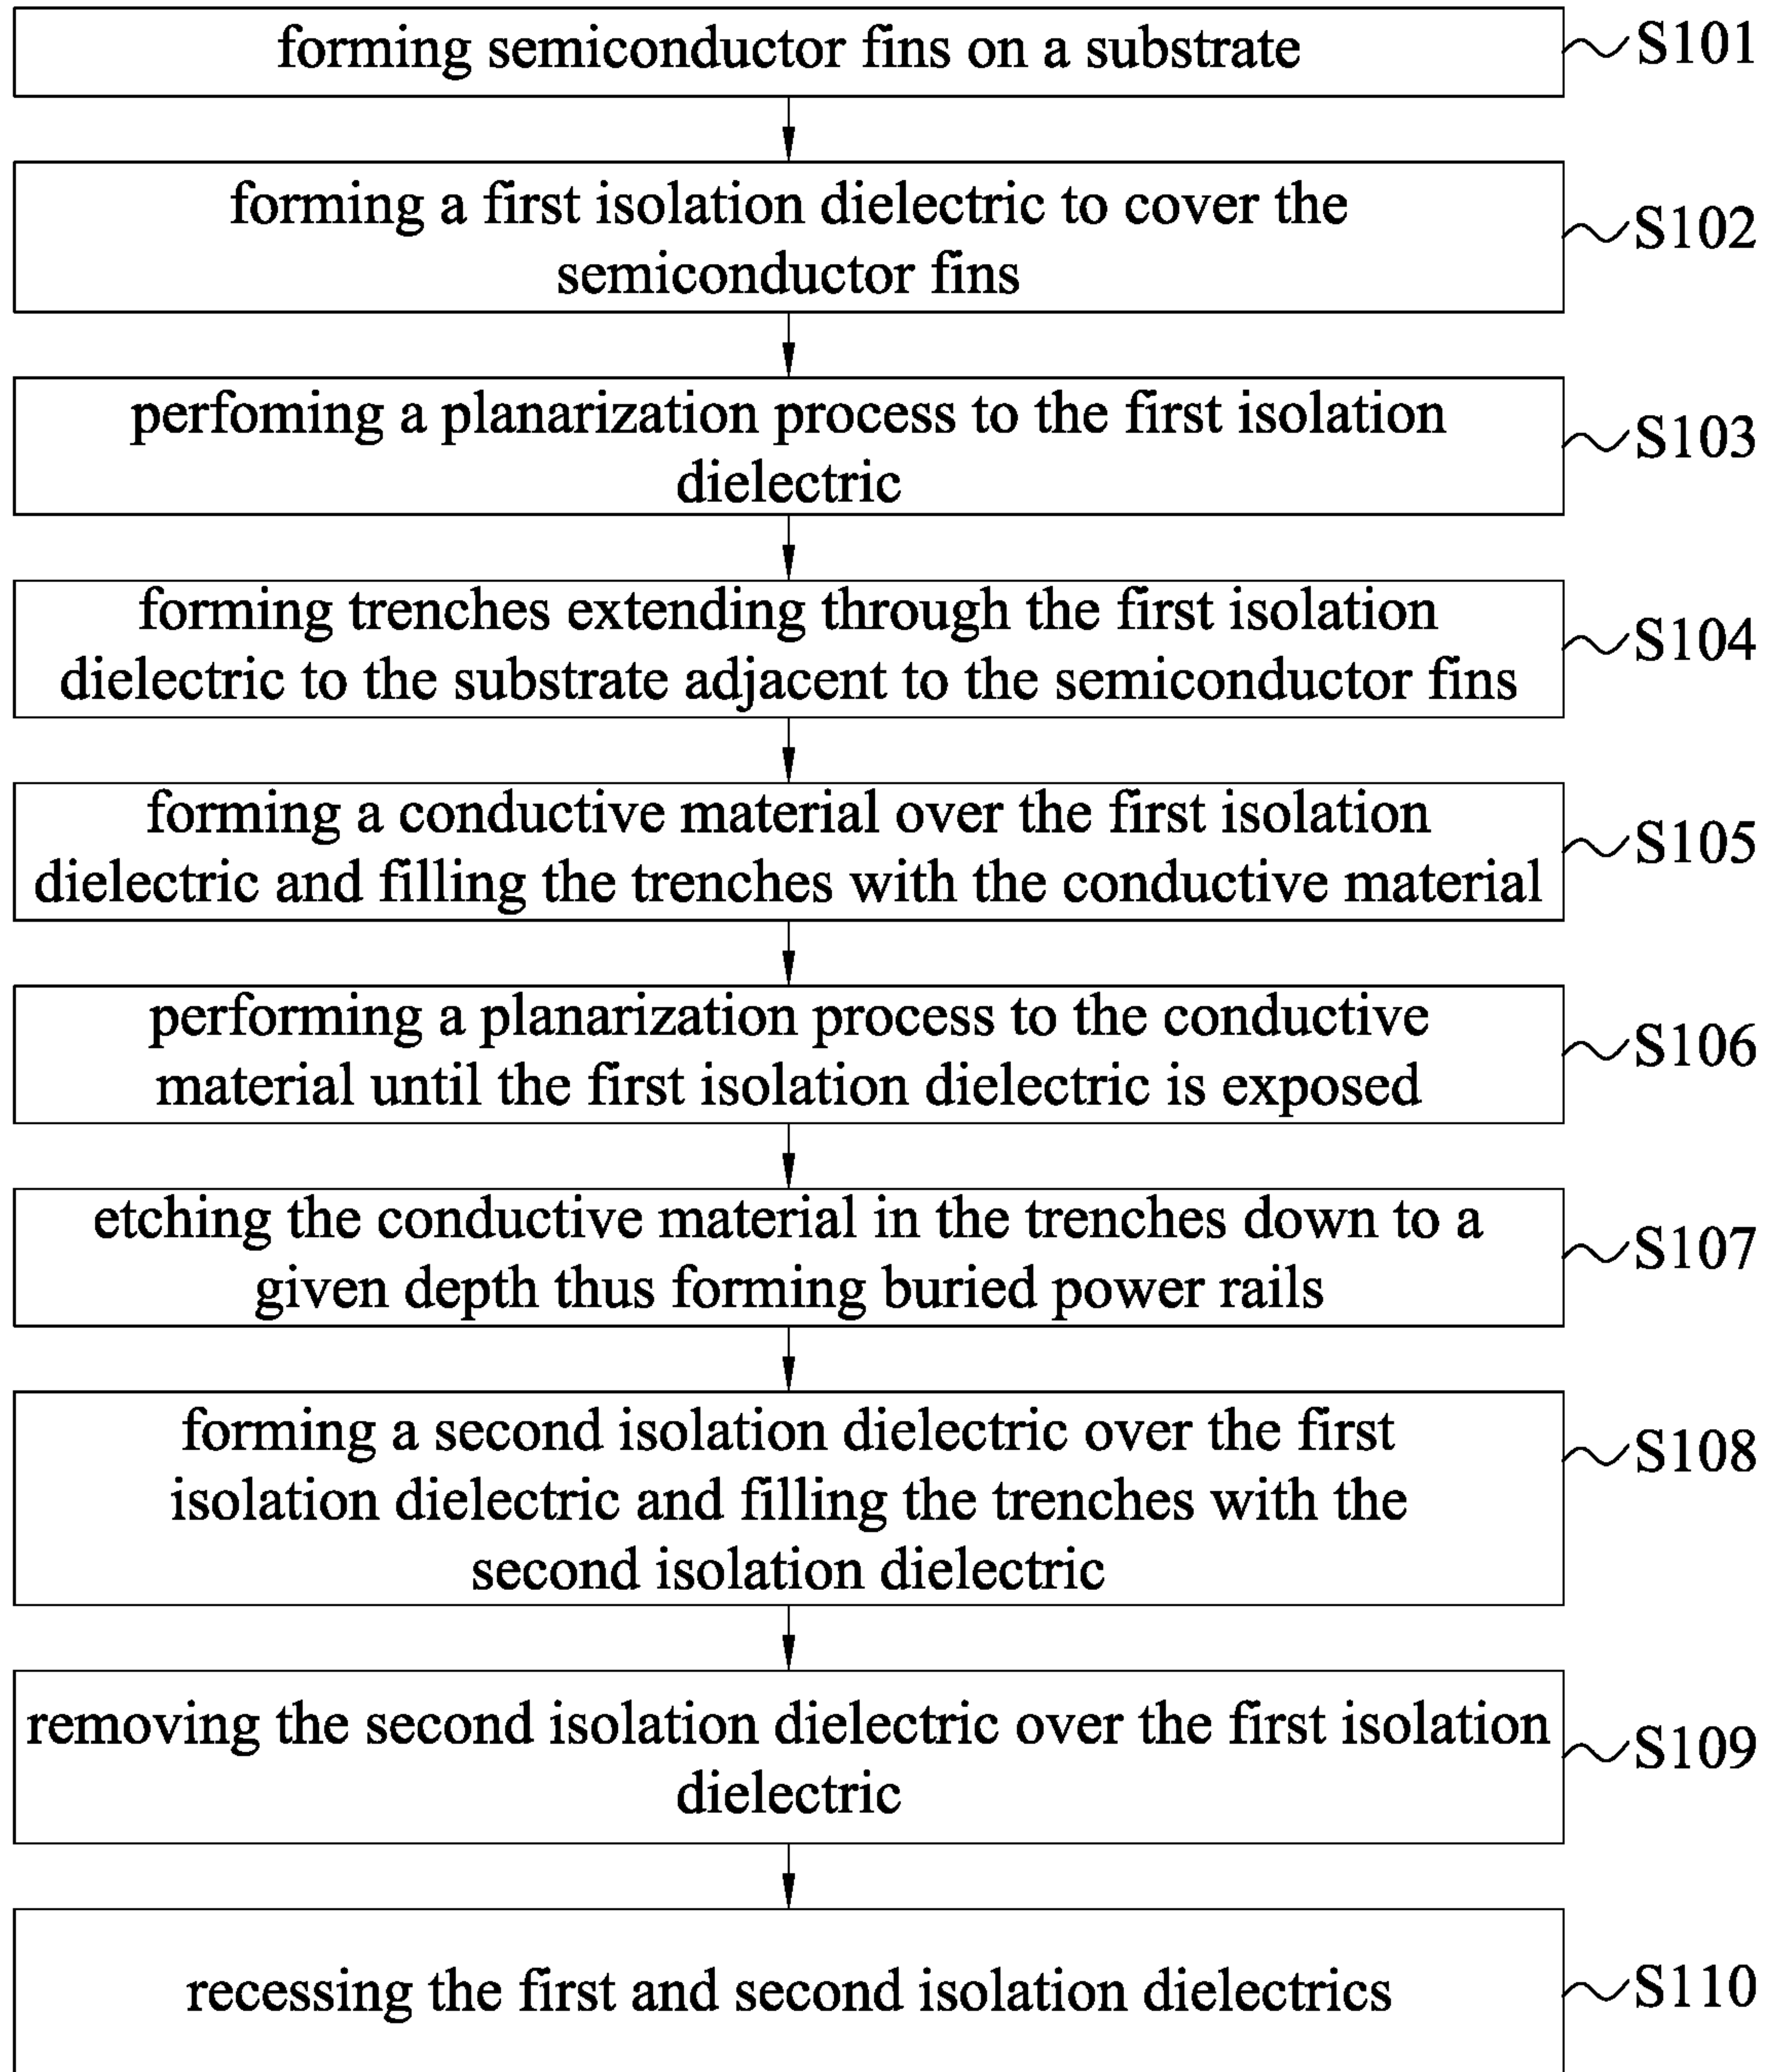 forming semiconductor fins on a substrate
S101
forming a first isolation dielectric to cover the
semiconductor fins
S102
perfoming a planarization process to the first isolation
dielectric
S103
forming trenches extending through the first isolation
dielectric to the substrate adjacent to the semiconductor fins
S104
forming a conductive material over the first isolation
dielectric and filling the trenches with the conductive material
S105
performing a planarization process to the conductive
material until the first isolation dielectric is exposed
S106
etching the conductive material in the trenches down to a
given depth thus forming buried power rails
S107
forming a second isolation dielectric over the first
isolation dielectric and filling the trenches with the
second isolation dielectric
S108
removing the second isolation dielectric over the first isolation
dielectric
S109
recessing the first and second isolation dielectrics
S110